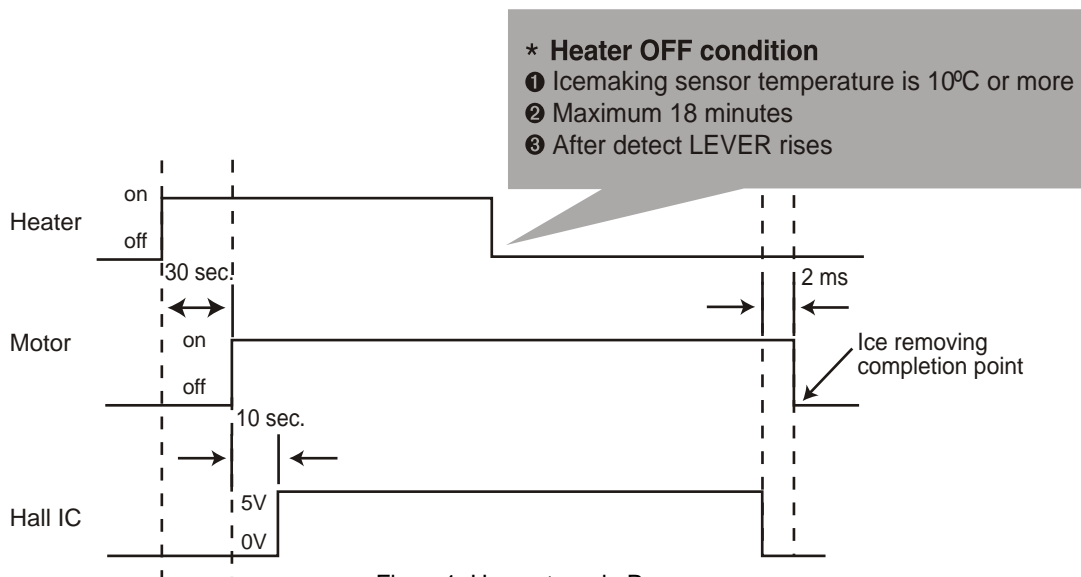 * Heater OFF condition
❶ Icemaking sensor temperature is 10ºC or more
❷ Maximum 18 minutes
❸ After detect LEVER rises
on
Heater
off
30 sec.
2 ms
Motor
on
off
Ice removing
completion point
10 sec.
5V
Hall IC
0V